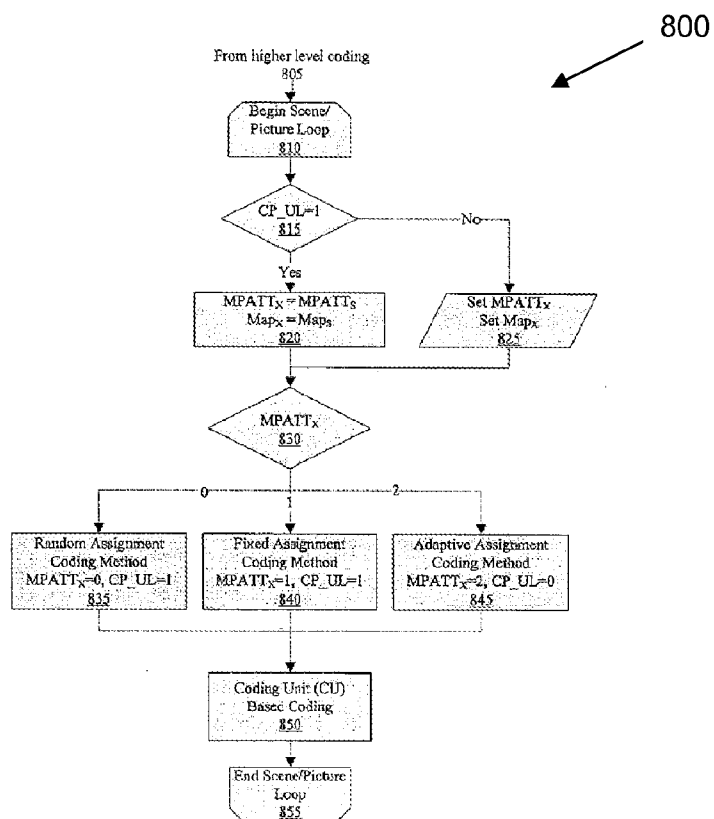 800
From higher level coding
805
Begin Scene/
Picture Loop
810
CP_UL=1
815
No
Yes
MPATTX = MPATTS
MapX = MapS
820
Set MPATTX
Set MapX
825
MPATTX
830
0
1
2
Random Assignment
Coding Method
MPATTX=0, CP_UL=1
835
Fixed Assignment
Coding Method
MPATTX=1, CP_UL=1
840
Adaptive Assignment
Coding Method
MPATTX=2, CP_UL=0
845
Coding Unit (CU)
Based Coding
850
End Scene/Picture
Loop
855